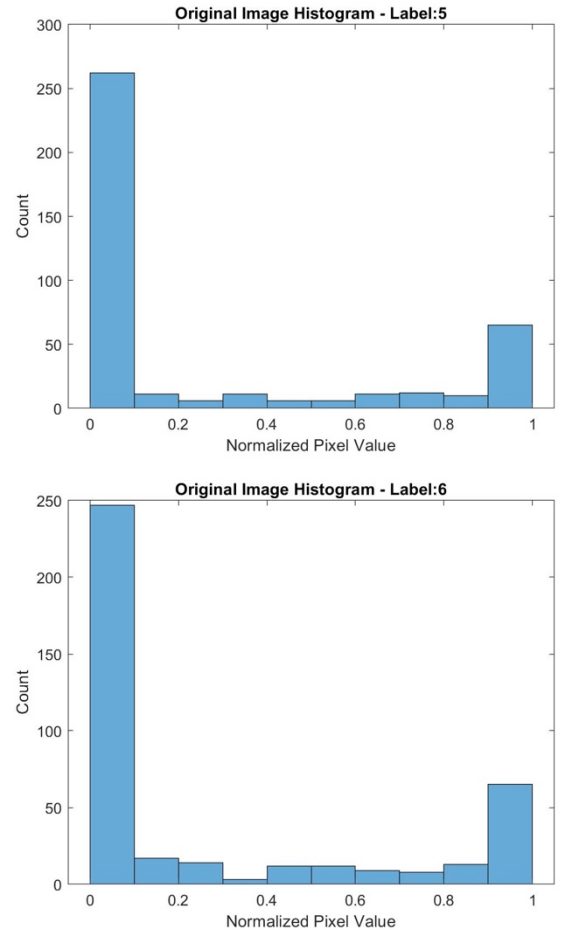 Original Image Histogram - Label:5
300
250
200
150
100
50
0
Count
0 0.2 0.4 0.6 0.8 1
Normalized Pixel Value
Original Image Histogram - Label:6
250
200
150
100
50
0
Count
0 0.2 0.4 0.6 0.8 1
Normalized Pixel Value